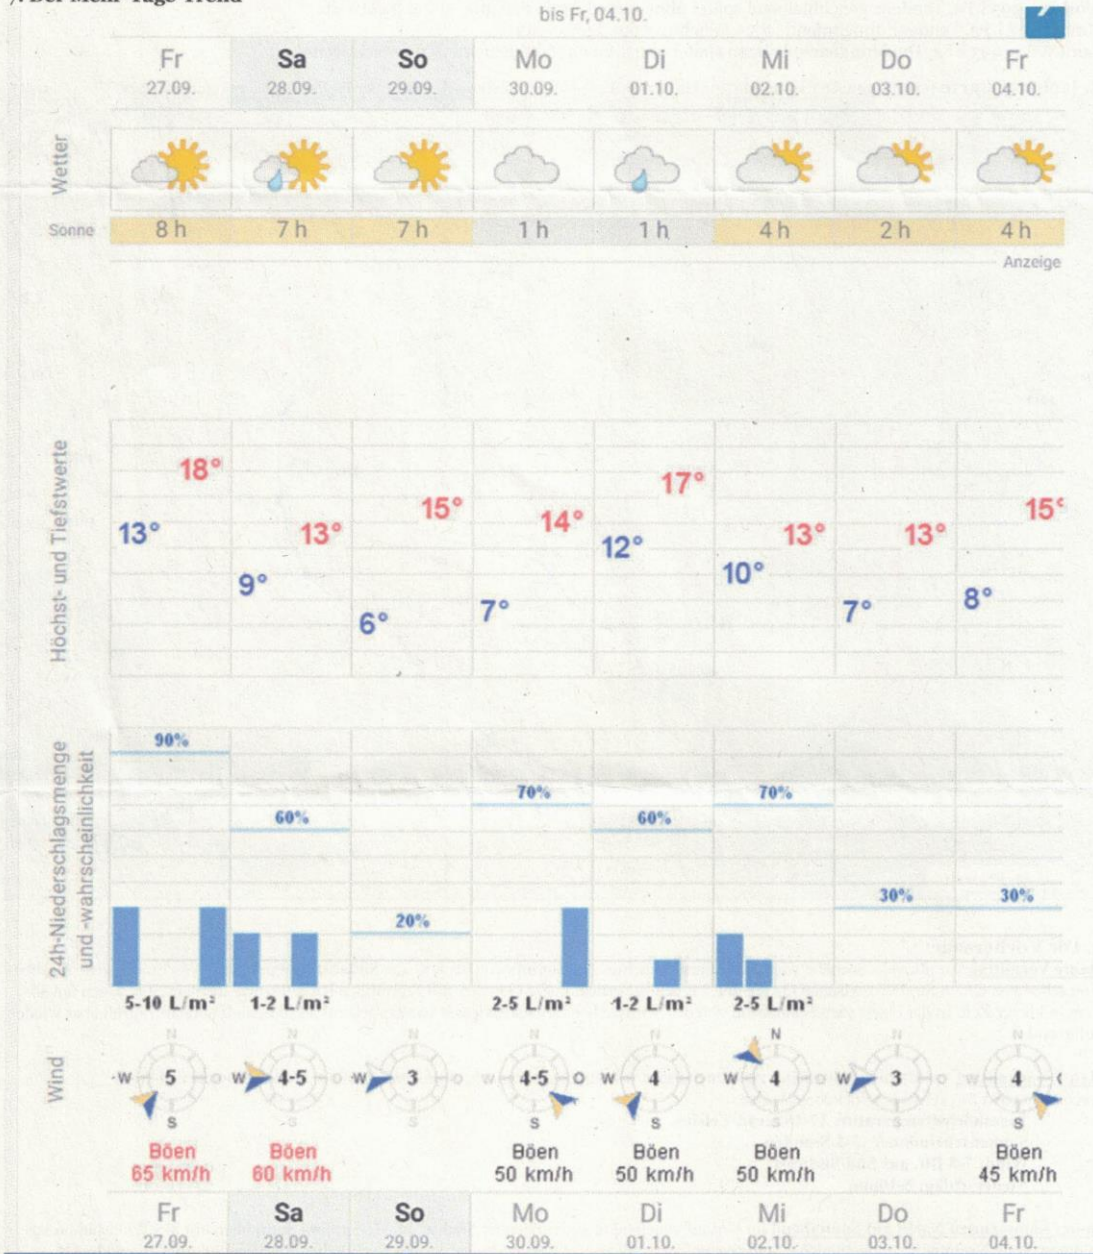 7. Der Mehr-Tage-Trend
bis Fr, 04.10.
Fr Sa So Mo Di Mi Do Fr
27.09. 28.09. 29.09. 30.09. 01.10. 02.10. 03.10. 04.10.
Wetter
Sonne 8 h 7 h 7 h 1 h 1 h 4 h 2 h 4 h
Anzeige
Höchst- und Tiefstwerte
18° 13° 15° 14° 17° 13° 13° 15°
13° 9° 6° 7° 12° 10° 7° 8°
24h-Niederschlagsmenge
und -wahrscheinlichkeit
90% 60% 20% 70% 60% 70% 30% 30%
5-10 L/m² 1-2 L/m² 2-5 L/m² 1-2 L/m² 2-5 L/m²
Wind
N N N N N N N N
W 5 O W 4-5 O W 3 O W 4-5 O W 4 O W 4 O W 3 O W 4
S S S S S S S S
Böen Böen Böen Böen Böen Böen
65 km/h 60 km/h 50 km/h 50 km/h 50 km/h 45 km/h
Fr Sa So Mo Di Mi Do Fr
27.09. 28.09. 29.09. 30.09. 01.10. 02.10. 03.10. 04.10.